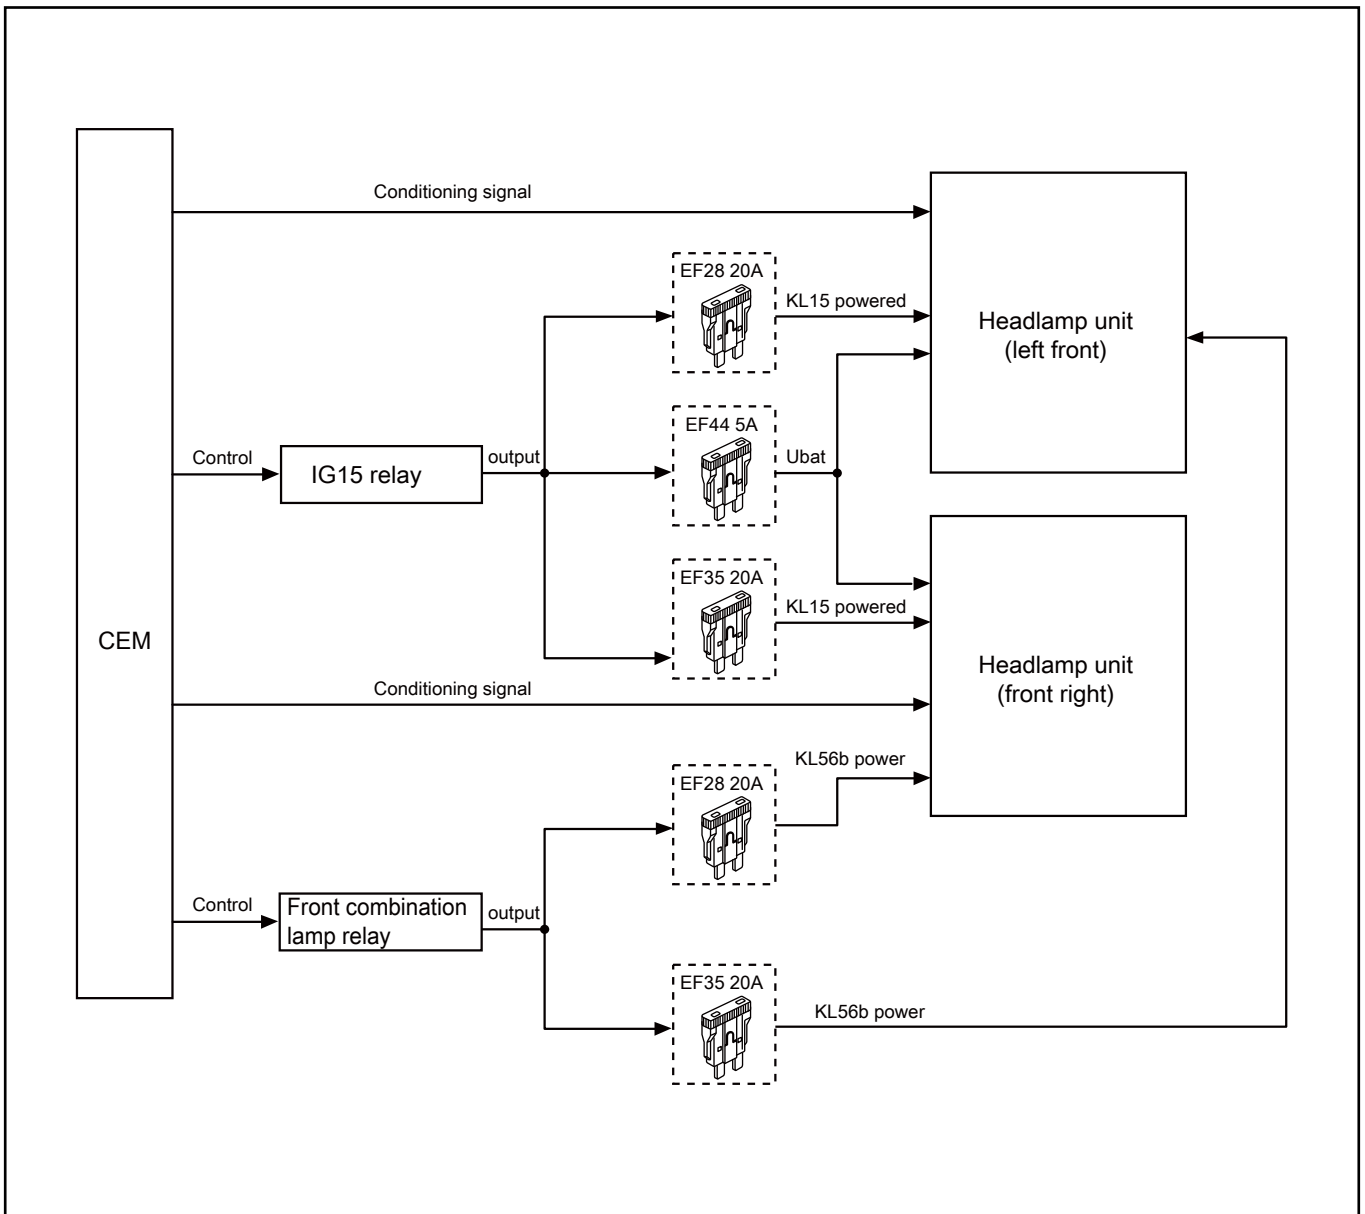 Conditioning signal
EF28 20A
KL15 powered
Headlamp unit
(left front)
EF44 5A
Control
IG15 relay
output
Ubat
EF35 20A
KL15 powered
CEM
Headlamp unit
(front right)
Conditioning signal
KL56b power
EF28 20A
Control
Front combination
lamp relay
output
EF35 20A
KL56b power